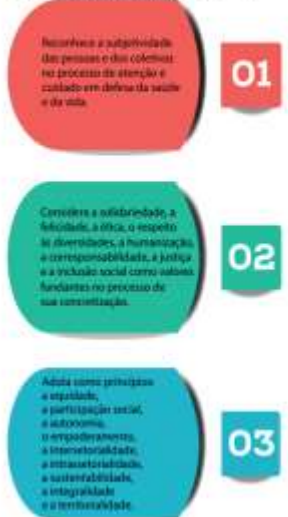 Reconhece a subjetividade
das pessoas e dos coletivos
no processo de atenção e
cuidado em defesa da saúde
e da vida.
01
Considera a solidariedade, a
felicidade, a ética, o respeito
às diversidades, a humanização,
a corresponsabilidade, a justiça
e a inclusão social como valores
fundantes no processo de
sua concretização.
02
Adota como princípios
a equidade,
a participação social,
a autonomia,
o empoderamento,
a intersetorialidade,
a intrassetorialidade,
a sustentabilidade,
a integralidade
e a territorialidade.
03